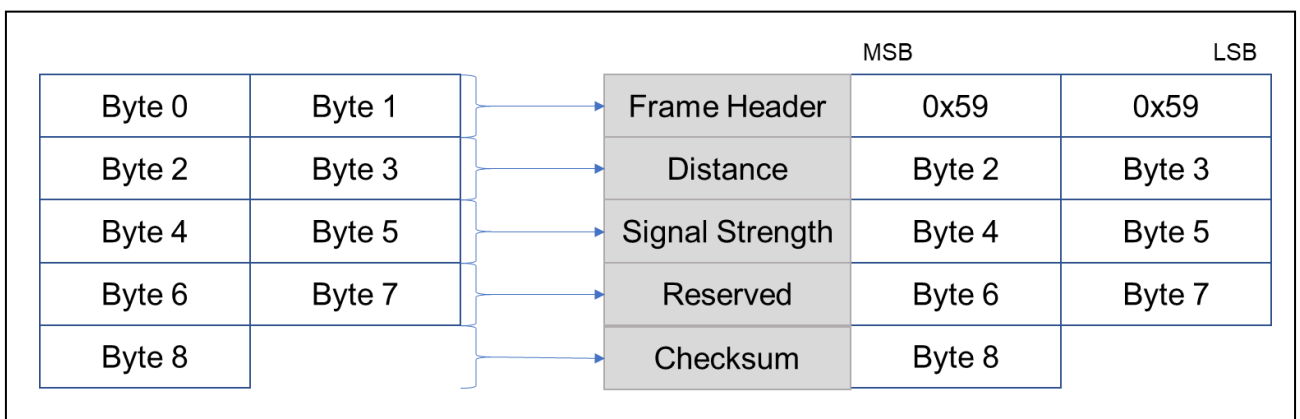 MSB LSB
Byte 0 Byte 1 Frame Header 0x59 0x59
Byte 2 Byte 3 Distance Byte 2 Byte 3
Byte 4 Byte 5 Signal Strength Byte 4 Byte 5
Byte 6 Byte 7 Reserved Byte 6 Byte 7
Byte 8 Checksum Byte 8